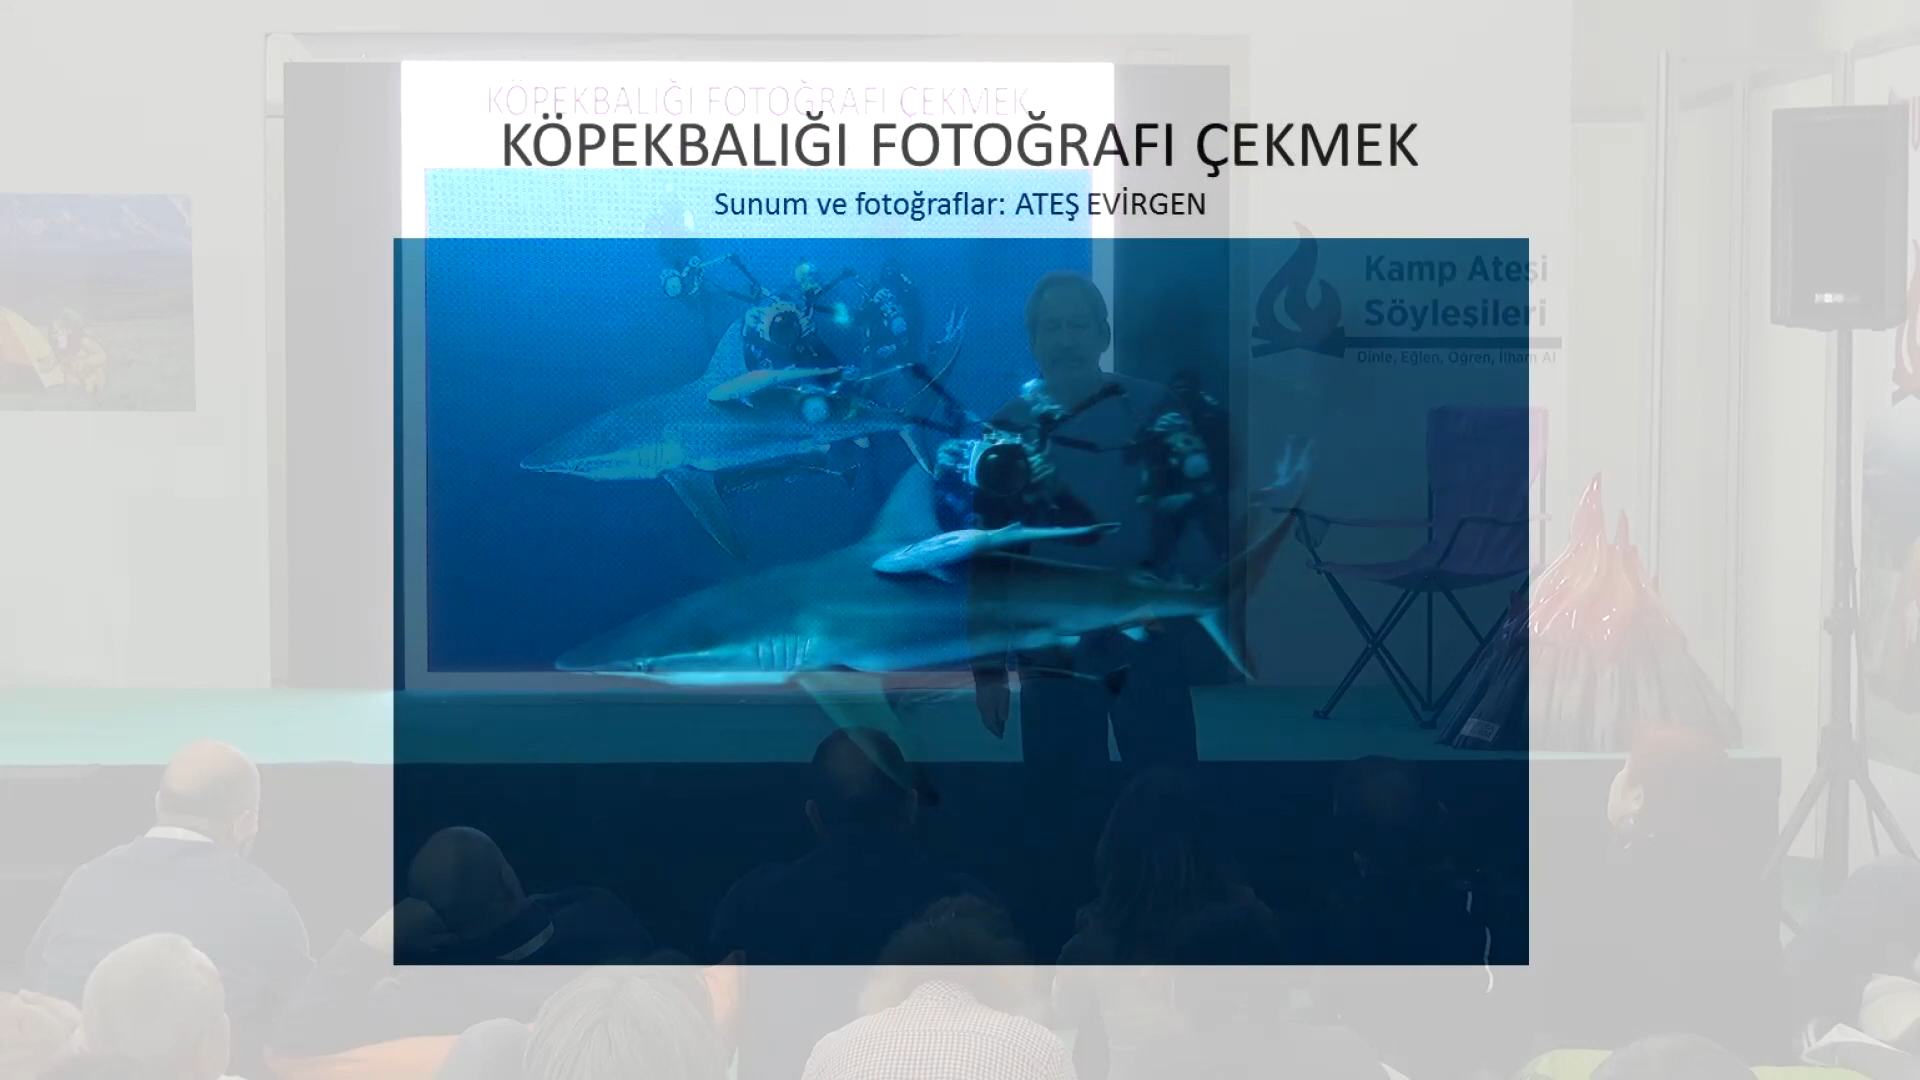 KÖPEKBALIĞI FOTOĞRAFI ÇEKMEK
KÖPEKBALIĞI FOTOĞRAFI ÇEKMEK
Sunum ve fotoğraflar: ATEŞ EVİRGEN
Kamp Ateşi
Söyleşileri
Dinle, Eğlen, Öğren, İlham Al